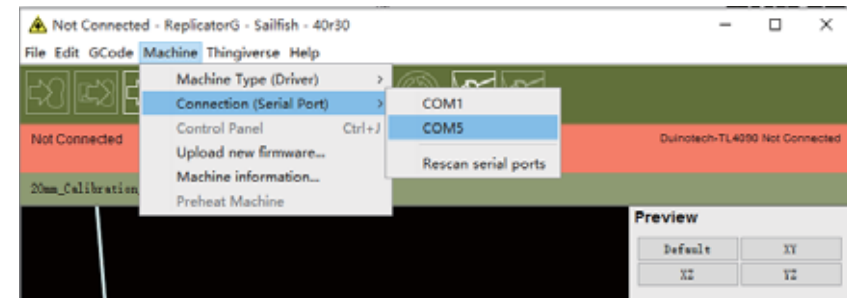 Not Connected - ReplicatorG - Sailfish - 40r30
File Edit GCode Machine Thingiverse Help
Machine Type (Driver)
Connection (Serial Port)
Control Panel Ctrl+J
Upload new firmware...
Machine information...
Preheat Machine
COM1
COM5
Rescan serial ports
Not Connected
Duinotech-TL4090 Not Connected
20mm_Calibration_
Preview
Default XY
XZ YZ